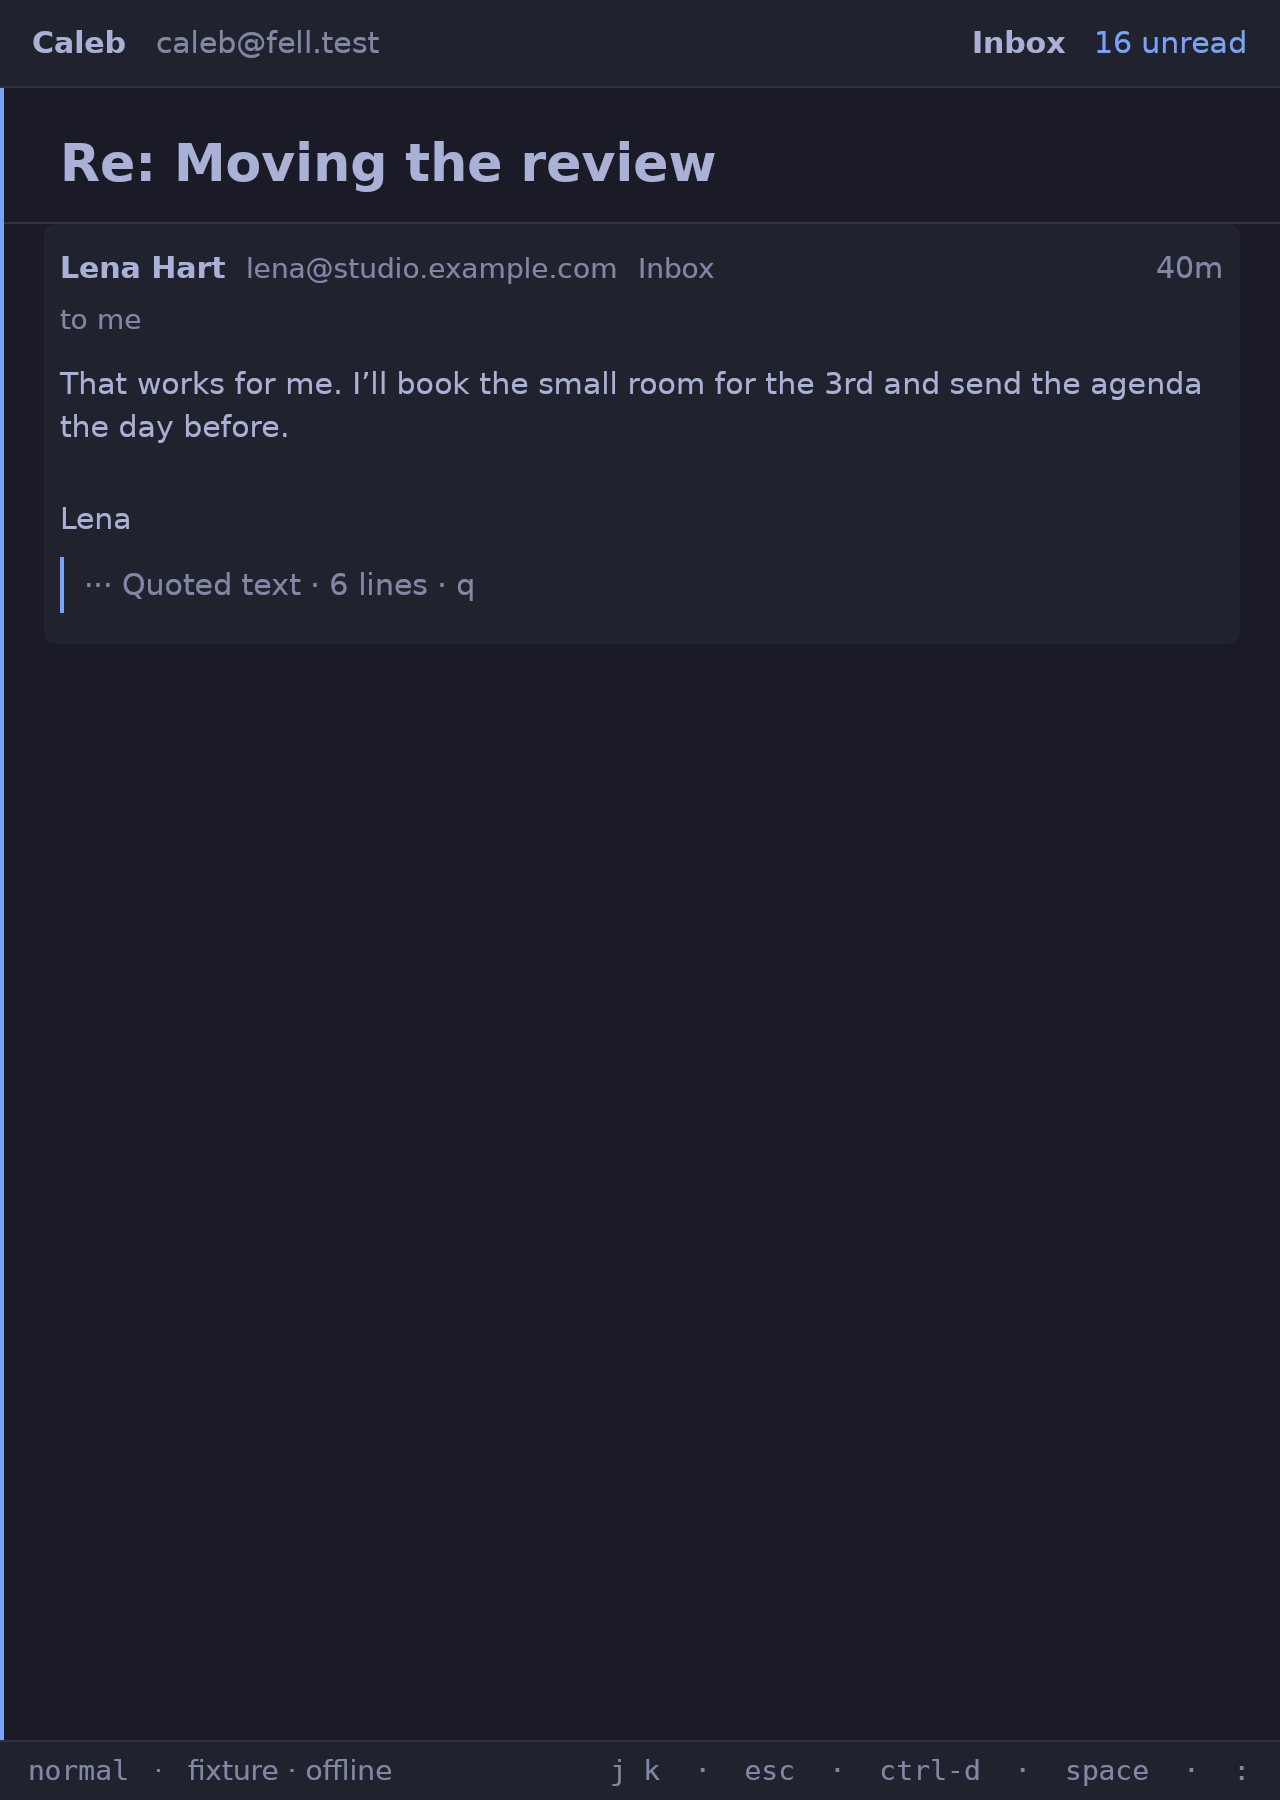 Caleb caleb@fell.test Inbox 16 unread
Re: Moving the review
Lena Hart lena@studio.example.com Inbox 40m
to me
That works for me. I’ll book the small room for the 3rd and send the agenda
the day before.
Lena
··· Quoted text · 6 lines · q
normal · fixture · offline j k · esc · ctrl-d · space · :